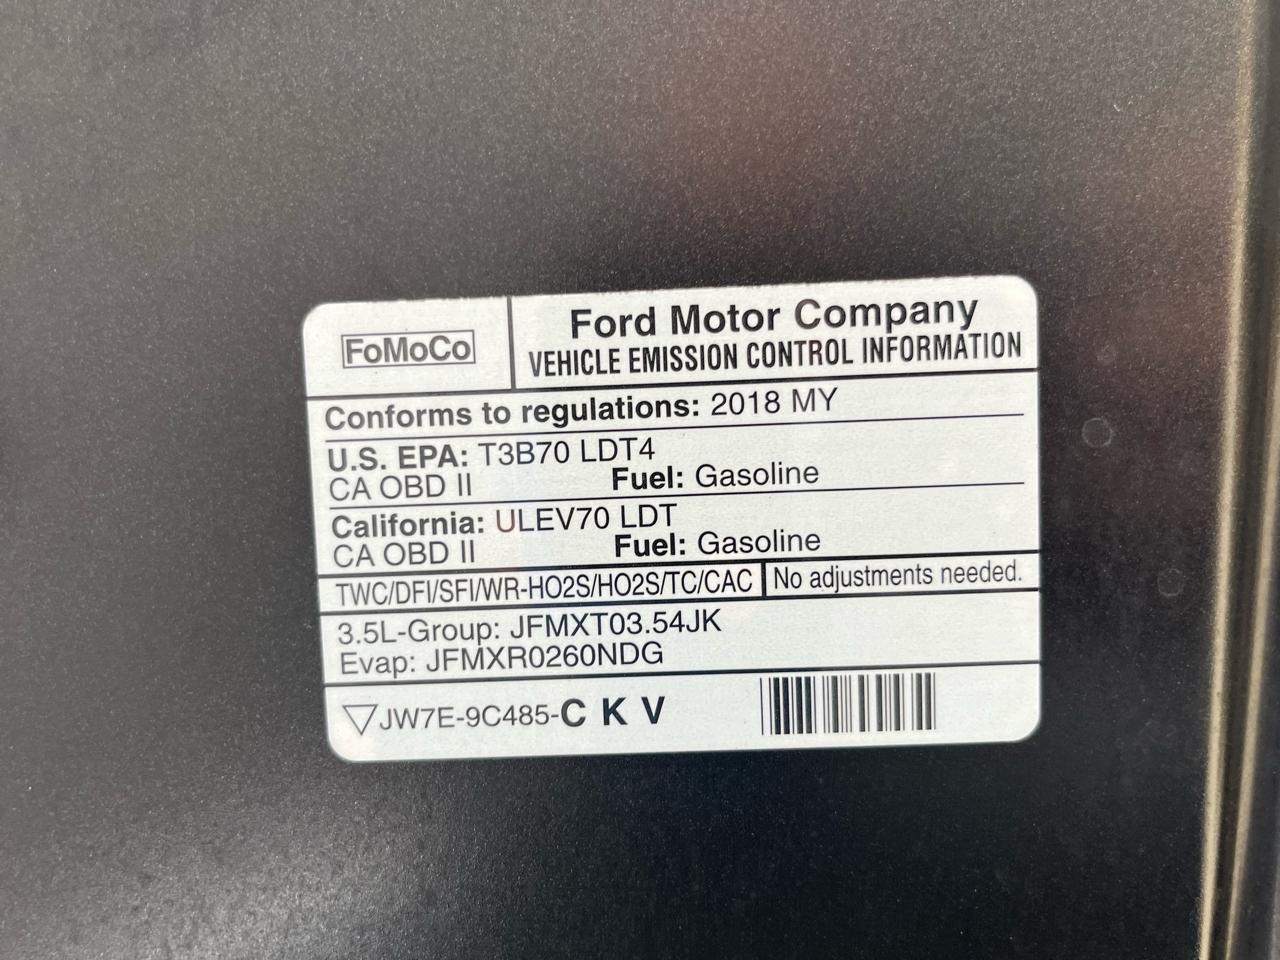 FoMoCo
Ford Motor Company
VEHICLE EMISSION CONTROL INFORMATION
Conforms to regulations: 2018 MY
U.S. EPA: T3B70 LDT4
CA OBD II Fuel: Gasoline
California: ULEV70 LDT
CA OBD II Fuel: Gasoline
TWC/DFI/SFI/WR-HO2S/HO2S/TC/CAC No adjustments needed.
3.5L-Group: JFMXT03.54JK
Evap: JFMXR0260NDG
JW7E-9C485-C K V